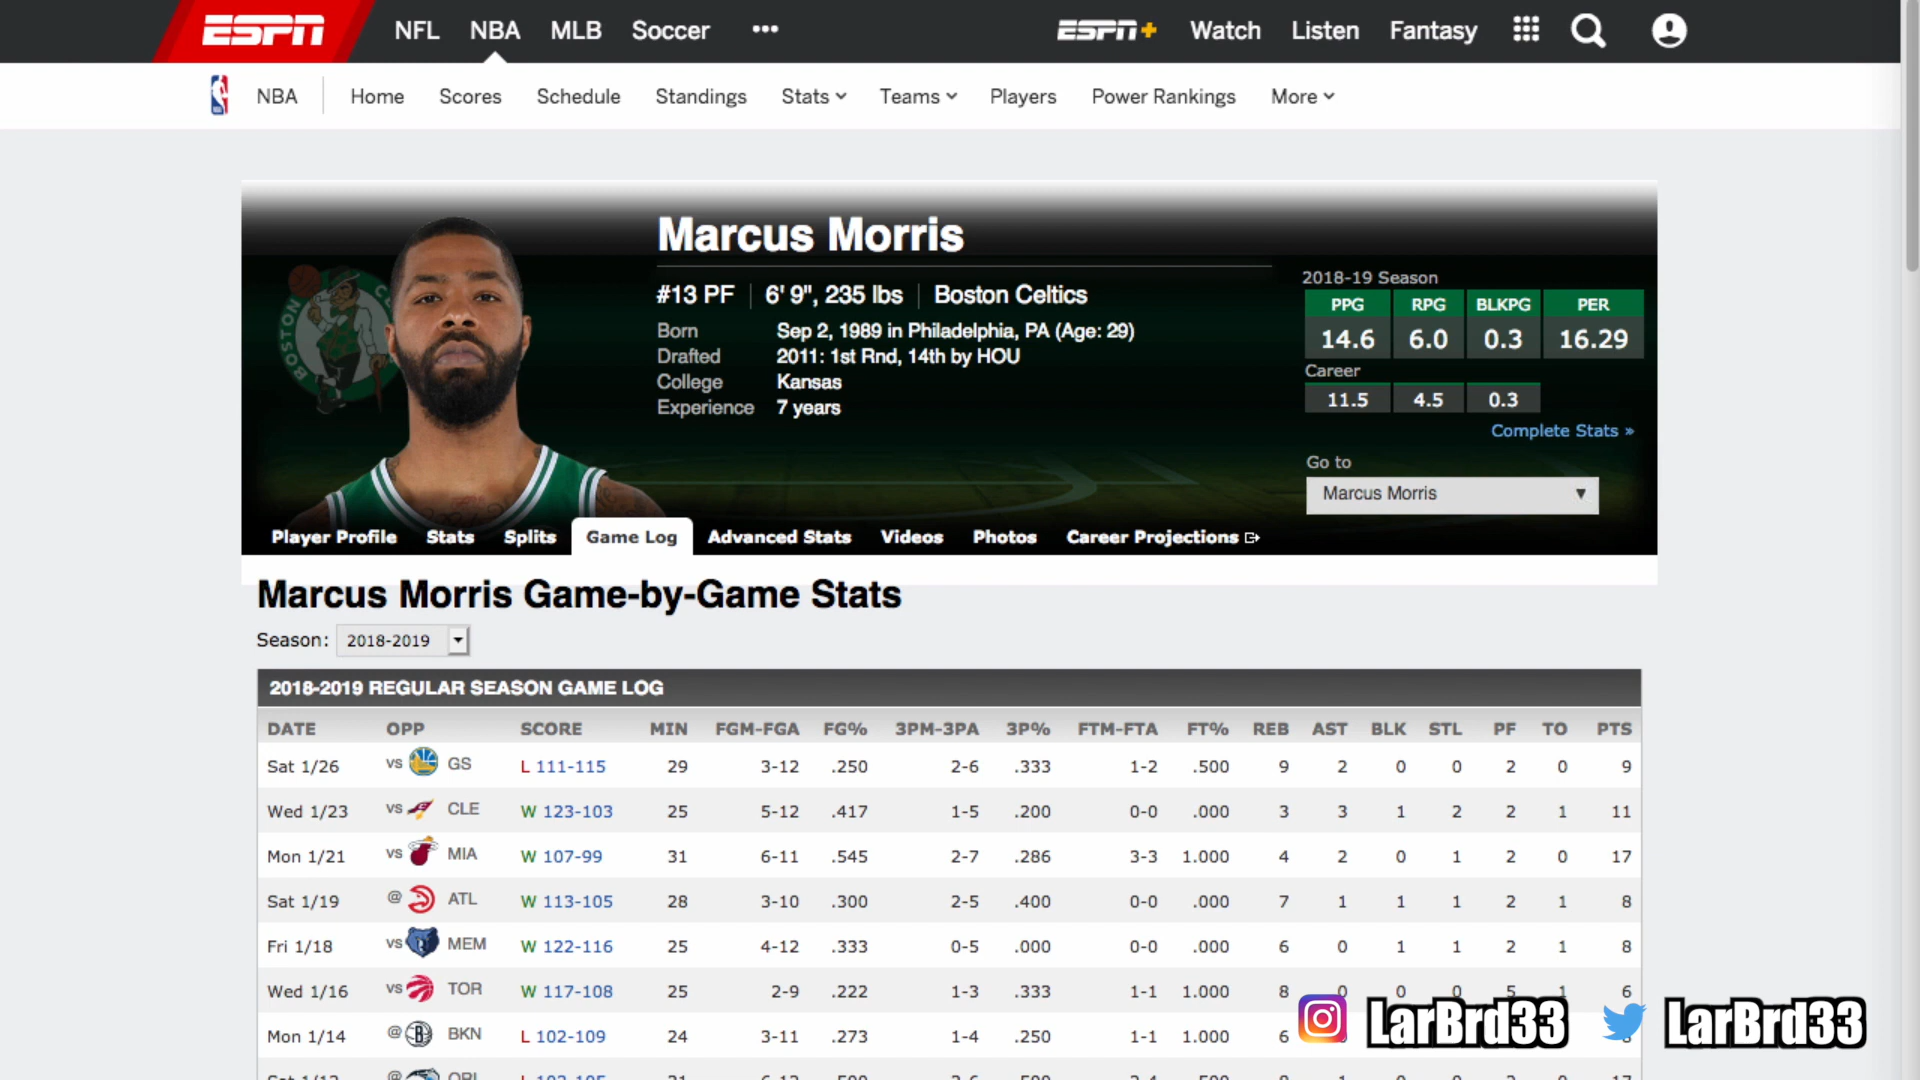 ESPN NFL NBA MLB Soccer ••• ESPN+ Watch Listen Fantasy
NBA Home Scores Schedule Standings Stats Teams Players Power Rankings More
Marcus Morris
#13 PF 6' 9", 235 lbs Boston Celtics
Born Sep 2, 1989 in Philadelphia, PA (Age: 29)
Drafted 2011: 1st Rnd, 14th by HOU
College Kansas
Experience 7 years
2018-19 Season
PPG RPG BLKPG PER
14.6 6.0 0.3 16.29
Career
11.5 4.5 0.3
Complete Stats »
Go to
Marcus Morris
BOSTON
Player Profile Stats Splits Game Log Advanced Stats Videos Photos Career Projections
Marcus Morris Game-by-Game Stats
Season: 2018-2019
2018-2019 REGULAR SEASON GAME LOG
DATE OPP SCORE MIN FGM-FGA FG% 3PM-3PA 3P% FTM-FTA FT% REB AST BLK STL PF TO PTS
Sat 1/26 vs GS L 111-115 29 3-12 .250 2-6 .333 1-2 .500 9 2 0 0 2 0 9
Wed 1/23 vs CLE W 123-103 25 5-12 .417 1-5 .200 0-0 .000 3 3 1 2 2 1 11
Mon 1/21 vs MIA W 107-99 31 6-11 .545 2-7 .286 3-3 1.000 4 2 0 1 2 0 17
Sat 1/19 @ ATL W 113-105 28 3-10 .300 2-5 .400 0-0 .000 7 1 1 1 2 1 8
Fri 1/18 vs MEM W 122-116 25 4-12 .333 0-5 .000 0-0 .000 6 0 1 1 2 1 8
Wed 1/16 vs TOR W 117-108 25 2-9 .222 1-3 .333 1-1 1.000 8 0 0 0 5 1 6
Mon 1/14 @ BKN L 102-109 24 3-11 .273 1-4 .250 1-1 1.000 6
LarBrd33 LarBrd33